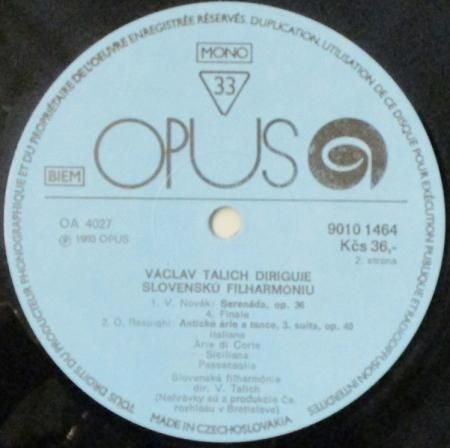 TOUS DROITS DU PRODUCTEUR PHONOGRAPHIQUE ET DU PROPRIÉTAIRE DE L'OEUVRE ENREGISTRÉE RÉSERVÉS. DUPLICATION, UTILISATION DE CE DISQUE POUR EXÉCUTION PUBLIQUE ET RADIODIFFUSION INTERDITES
MONO
33
OPUS
BIEM
OA 4027
9010 1464
Kčs 36,-
℗ 1983 OPUS
2. strana
VÁCLAV TALICH DIRIGUJE
SLOVENSKÚ FILHARMÓNIU
1. V. Novák: Serenáda, op. 36
4. Finale
2. O. Respighi: Antické árie a tance, 3. suita, op. 40
Italiana
Arie di Corte
Siciliana
Passacaglia
Slovenská filharmónia
dir. V. Talich
(Nahrávky sú z produkcie Čs.
rozhlasu v Bratislave)
MADE IN CZECHOSLOVAKIA